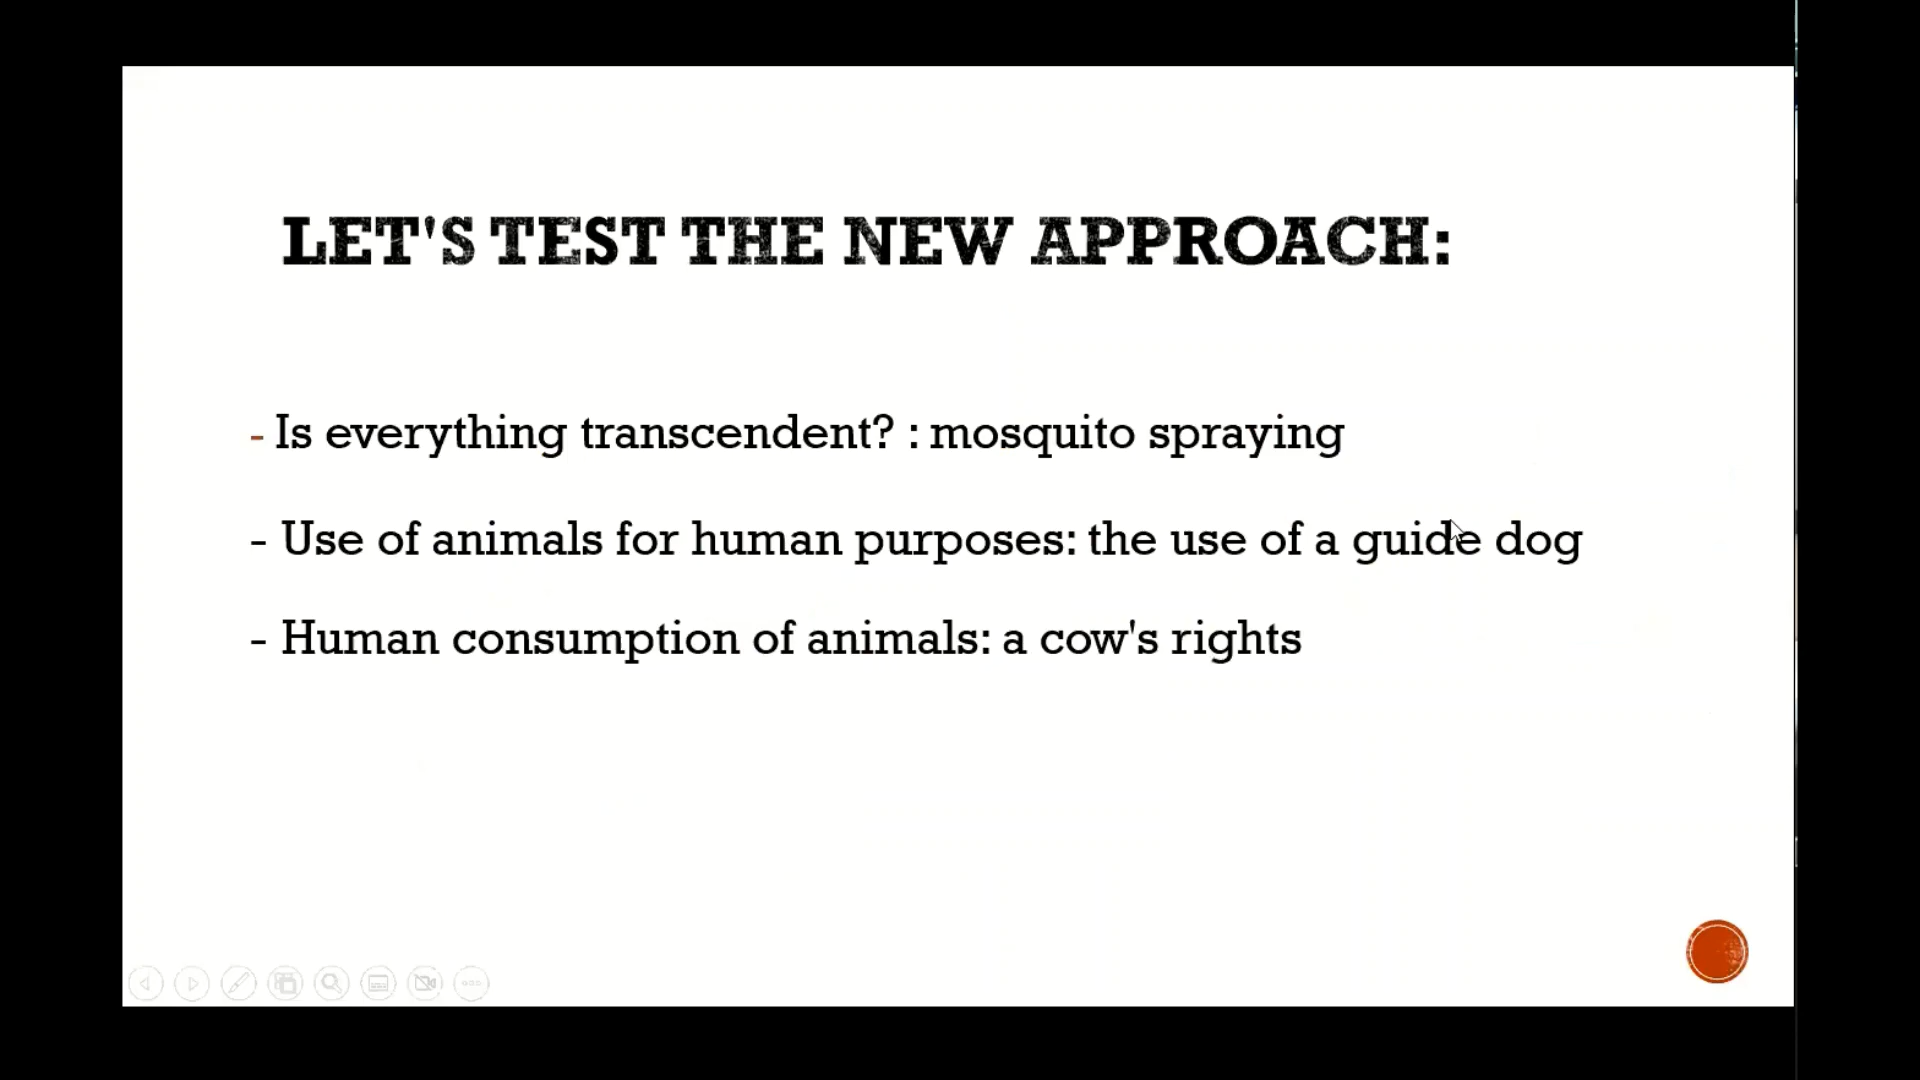 LET'S TEST THE NEW APPROACH:
- Is everything transcendent? : mosquito spraying
- Use of animals for human purposes: the use of a guide dog
- Human consumption of animals: a cow's rights